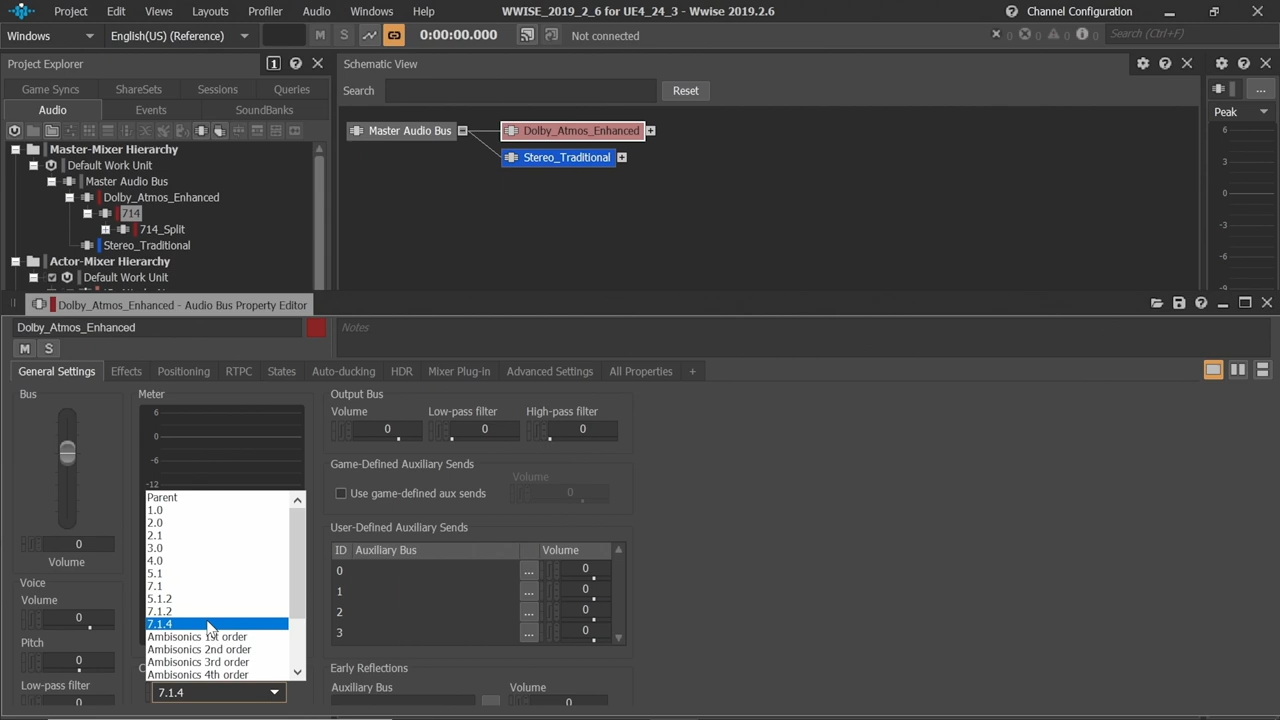 Project Edit Views Layouts Profiler Audio Windows Help WWISE_2019_2_6 for UE4_24_3 - Wwise 2019.2.6 Channel Configuration
Windows English(US) (Reference) M S 0:00:00.000 Not connected 0 0 0 0 Search (Ctrl+F)
Project Explorer 1
Game Syncs ShareSets Sessions Queries
Audio Events SoundBanks
Master-Mixer Hierarchy
Default Work Unit
Master Audio Bus
Dolby_Atmos_Enhanced
714
714_Split
Stereo_Traditional
Actor-Mixer Hierarchy
Default Work Unit
Schematic View
Search Reset
Master Audio Bus Dolby_Atmos_Enhanced
Stereo_Traditional
...
Peak
6
3
0
-3
-6
-9
Dolby_Atmos_Enhanced - Audio Bus Property Editor
Dolby_Atmos_Enhanced Notes
M S
General Settings Effects Positioning RTPC States Auto-ducking HDR Mixer Plug-in Advanced Settings All Properties +
Bus
0
Volume
Voice
Volume
0
Pitch
0
Low-pass filter
0
Meter
6
0
-6
-12
Parent
1.0
2.0
2.1
3.0
4.0
5.1
7.1
5.1.2
7.1.2
7.1.4
Ambisonics 1st order
Ambisonics 2nd order
Ambisonics 3rd order
Ambisonics 4th order
7.1.4
Output Bus
Volume Low-pass filter High-pass filter
0 0 0
Game-Defined Auxiliary Sends
Volume
Use game-defined aux sends 0
User-Defined Auxiliary Sends
ID Auxiliary Bus Volume
0 ... 0
1 ... 0
2 ... 0
3 ... 0
Early Reflections
Auxiliary Bus Volume
0